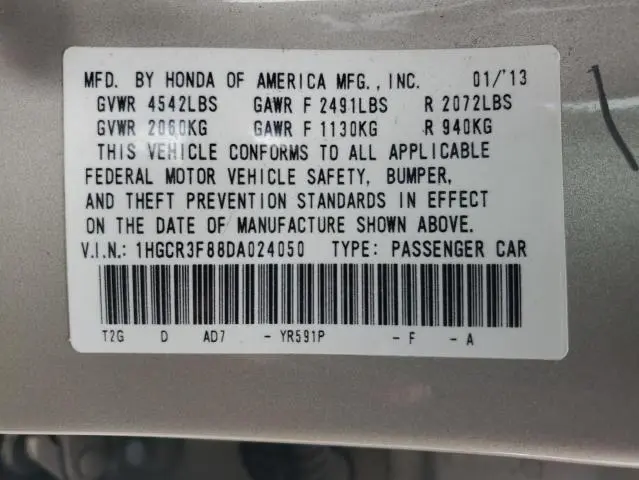 MFD. BY HONDA OF AMERICA MFG., INC. 01/'13
GVWR 4542LBS GAWR F 2491LBS R 2072LBS
GVWR 2060KG GAWR F 1130KG R 940KG
THIS VEHICLE CONFORMS TO ALL APPLICABLE
FEDERAL MOTOR VEHICLE SAFETY, BUMPER,
AND THEFT PREVENTION STANDARDS IN EFFECT
ON THE DATE OF MANUFACTURE SHOWN ABOVE.
V.I.N.: 1HGCR3F88DA024050 TYPE: PASSENGER CAR
T2G D AD7 - YR591P - F - A